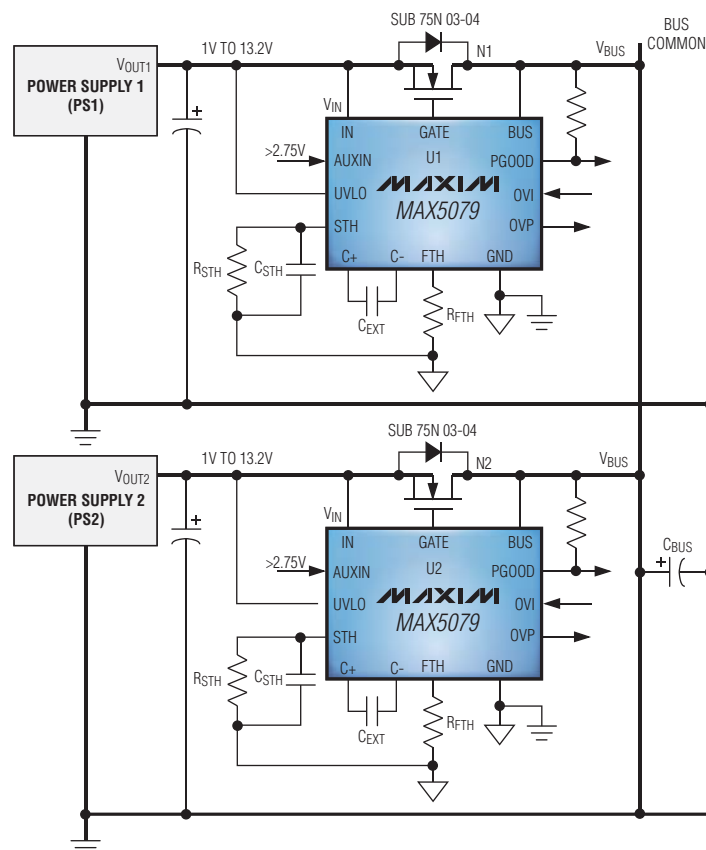 SUB 75N 03-04
BUS
COMMON
VOUT1
1V TO 13.2V
N1
VBUS
POWER SUPPLY 1
(PS1)
+
VIN
IN
GATE
BUS
>2.75V
AUXIN
U1
PGOOD
UVLO
MAXIM
OVI
MAX5079
STH
OVP
RSTH
CSTH
C+
C-
FTH
GND
CEXT
RFTH
SUB 75N 03-04
VOUT2
1V TO 13.2V
N2
VBUS
POWER SUPPLY 2
(PS2)
+
VIN
IN
GATE
BUS
CBUS
+
>2.75V
AUXIN
U2
PGOOD
UVLO
MAXIM
OVI
MAX5079
STH
OVP
RSTH
CSTH
C+
C-
FTH
GND
CEXT
RFTH